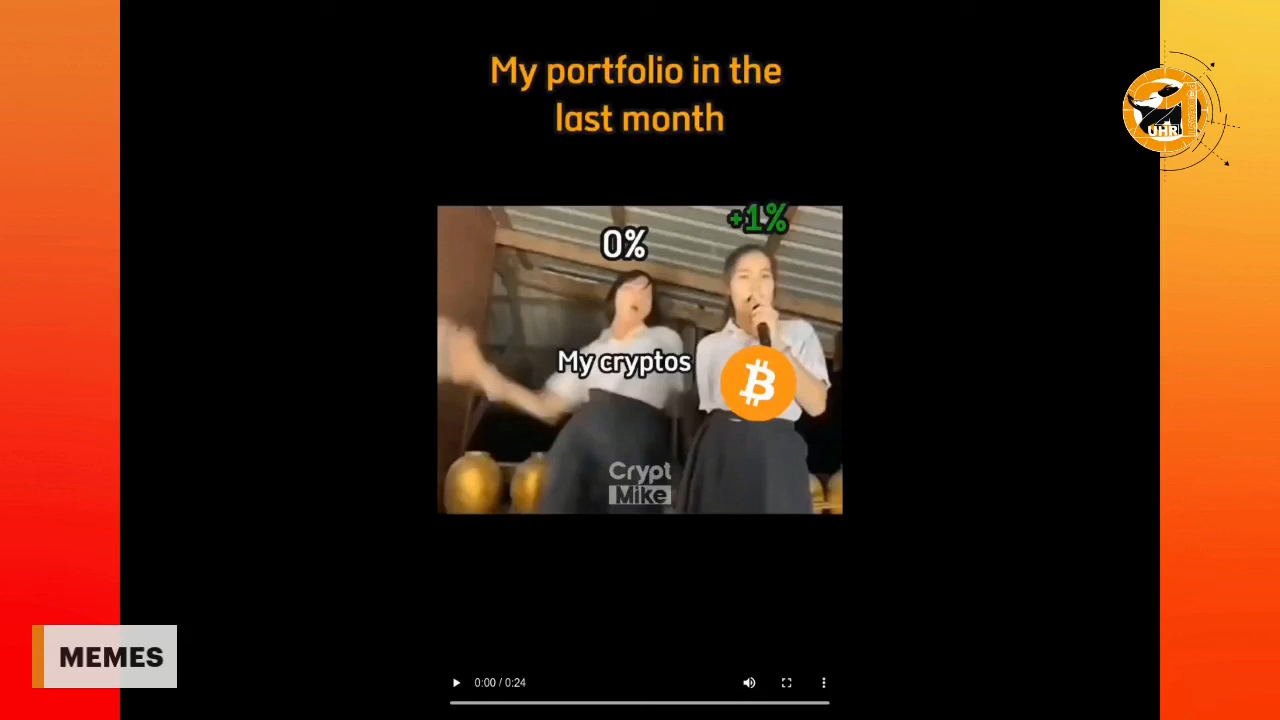 My portfolio in the
last month
+1%
0%
My cryptos
₿
Crypt
Mike
UHR
MEMES
0:00 / 0:24